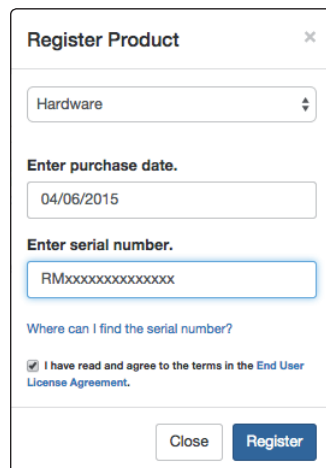 Register Product ×
Hardware
Enter purchase date.
04/06/2015
Enter serial number.
RMxxxxxxxxxxxxxx
Where can I find the serial number?
I have read and agree to the terms in the End User
License Agreement.
Close Register